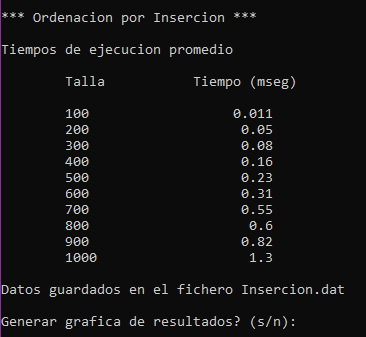 *** Ordenacion por Insercion ***
Tiempos de ejecucion promedio
Talla Tiempo (mseg)
100 0.011
200 0.05
300 0.08
400 0.16
500 0.23
600 0.31
700 0.55
800 0.6
900 0.82
1000 1.3
Datos guardados en el fichero Insercion.dat
Generar grafica de resultados? (s/n):